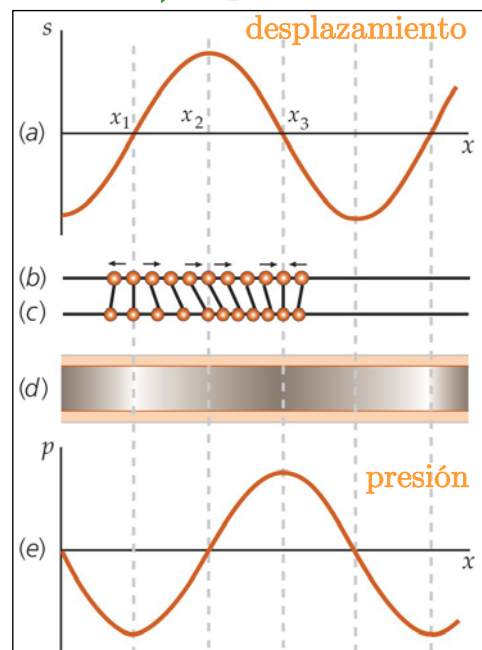 desplazamiento
s
x₁ x₂ x₃
(a) x
(b)
(c)
(d)
p
presión
(e) x